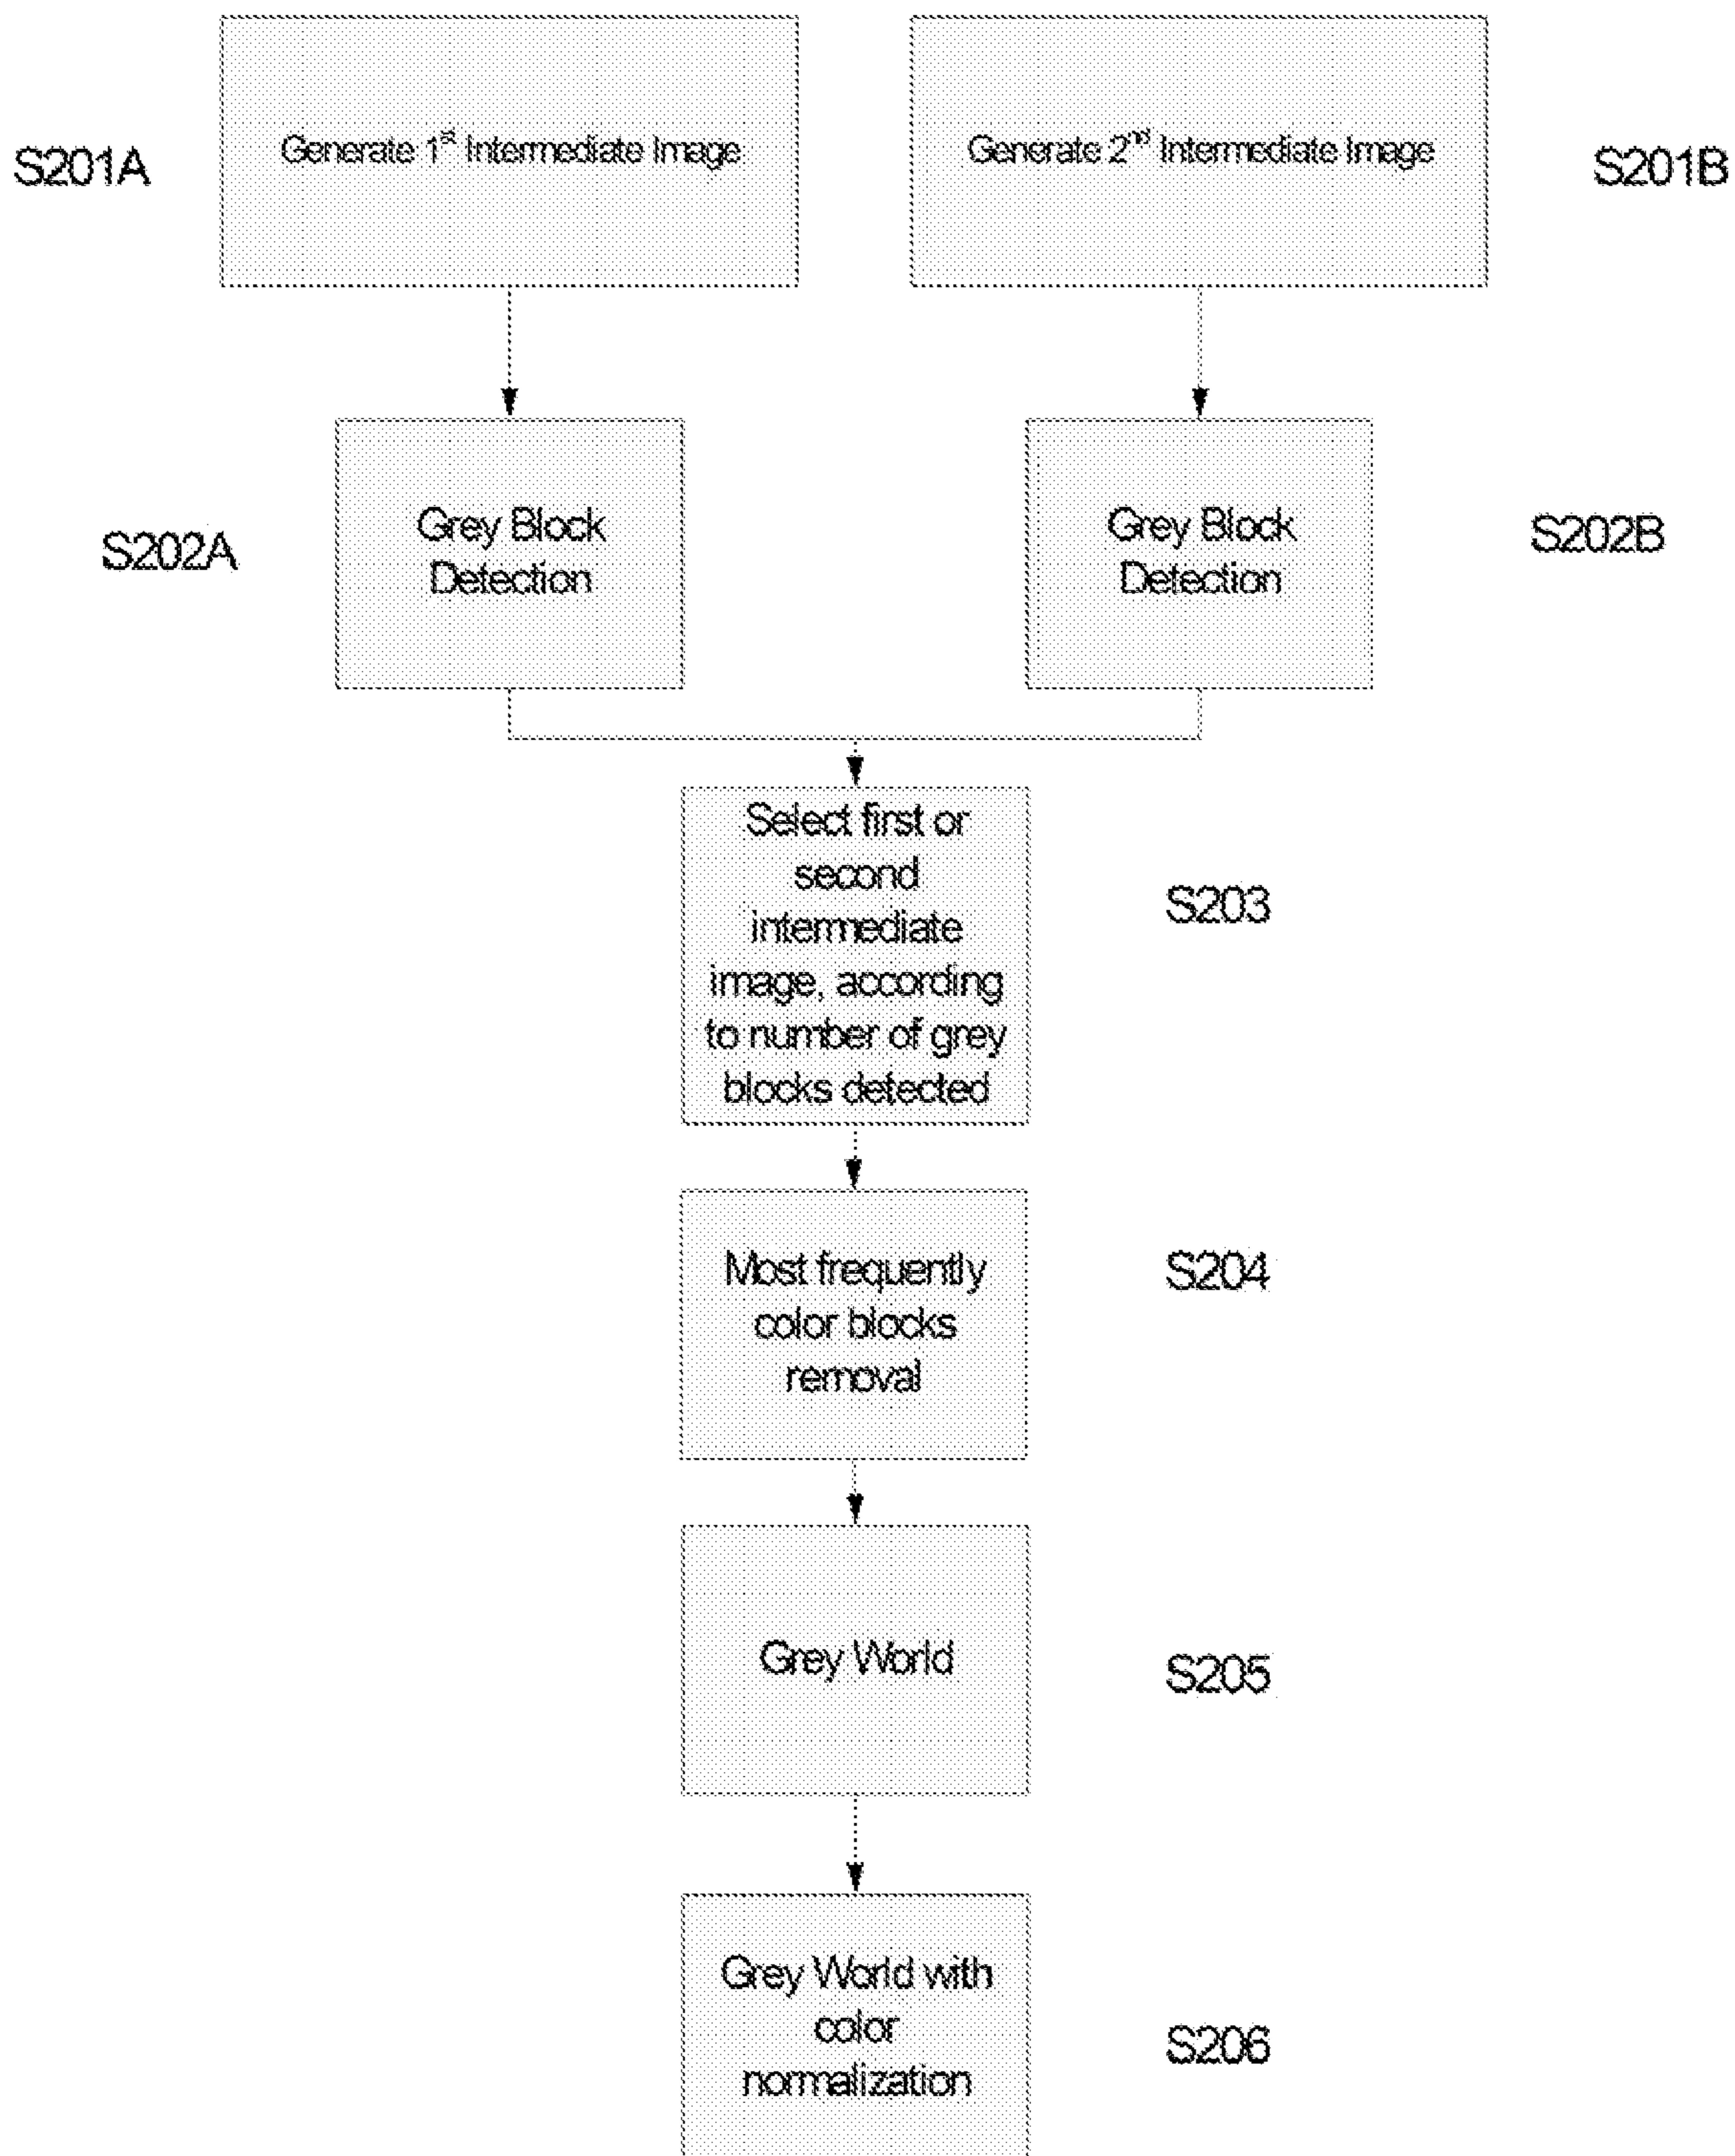 S201A
Generate 1st Intermediate Image
Generate 2nd Intermediate Image
S201B
S202A
Grey Block
Detection
Grey Block
Detection
S202B
Select first or
second
intermediate
image, according
to number of grey
blocks detected
S203
Most frequently
color blocks
removal
S204
Grey World
S205
Grey World with
color
normalization
S206